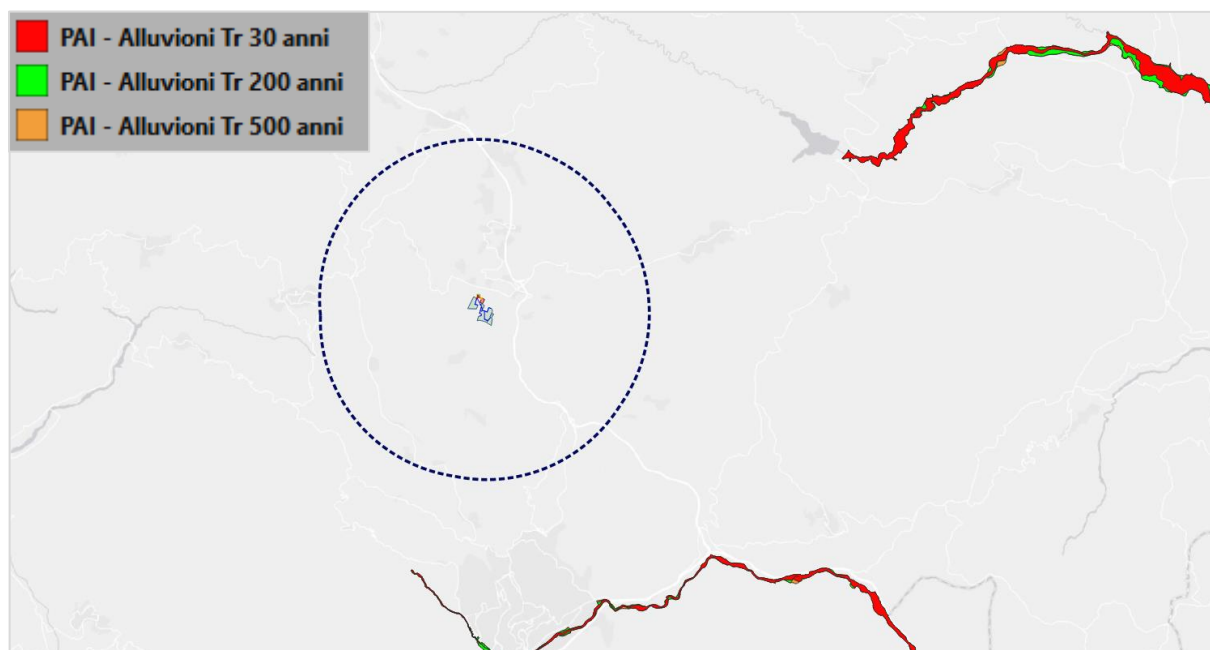 PAI - Alluvioni Tr 30 anni
PAI - Alluvioni Tr 200 anni
PAI - Alluvioni Tr 500 anni